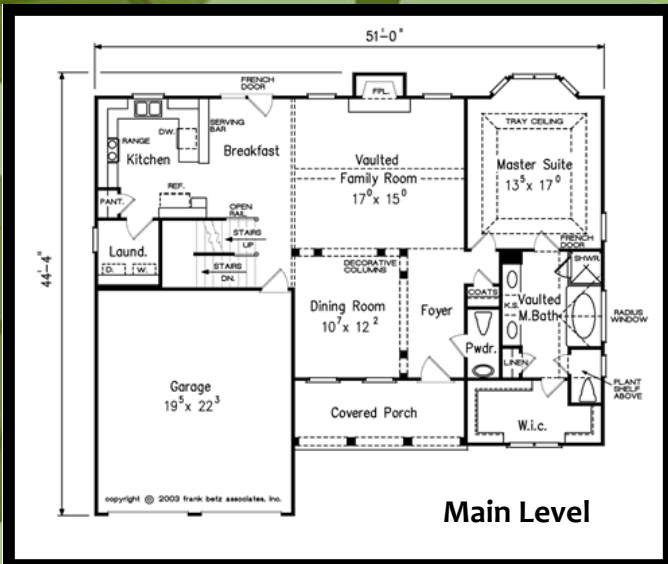 51'-0"
44'-4"
FRENCH
DOOR
FPL.
SERVING
BAR
DW.
RANGE
Kitchen
Breakfast
Vaulted
Family Room
17⁰ x 15⁰
TRAY CEILING
Master Suite
13⁵ x 17⁰
PANT.
REF.
OPEN
RAIL
STAIRS
UP
Laund.
D.
W.
STAIRS
DN.
DECORATIVE
COLUMNS
FRENCH
DOOR
SHWR.
COATS
K.S.
Vaulted
M.Bath
RADIUS
WINDOW
Dining Room
10⁷ x 12²
Foyer
Pwdr.
LINEN
PLANT
SHELF
ABOVE
Garage
19⁵ x 22³
Covered Porch
W.i.c.
copyright © 2003 frank betz associates, inc.
Main Level